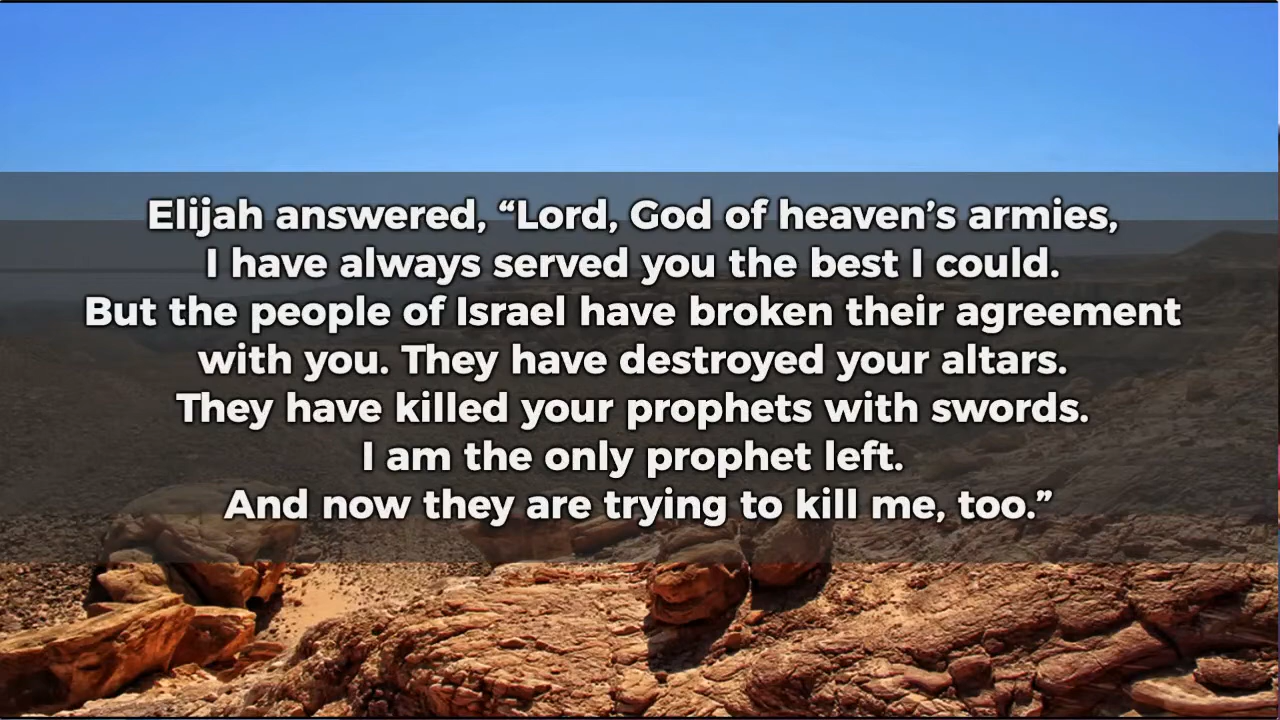 Elijah answered, “Lord, God of heaven’s armies,
I have always served you the best I could.
But the people of Israel have broken their agreement
with you. They have destroyed your altars.
They have killed your prophets with swords.
I am the only prophet left.
And now they are trying to kill me, too.”